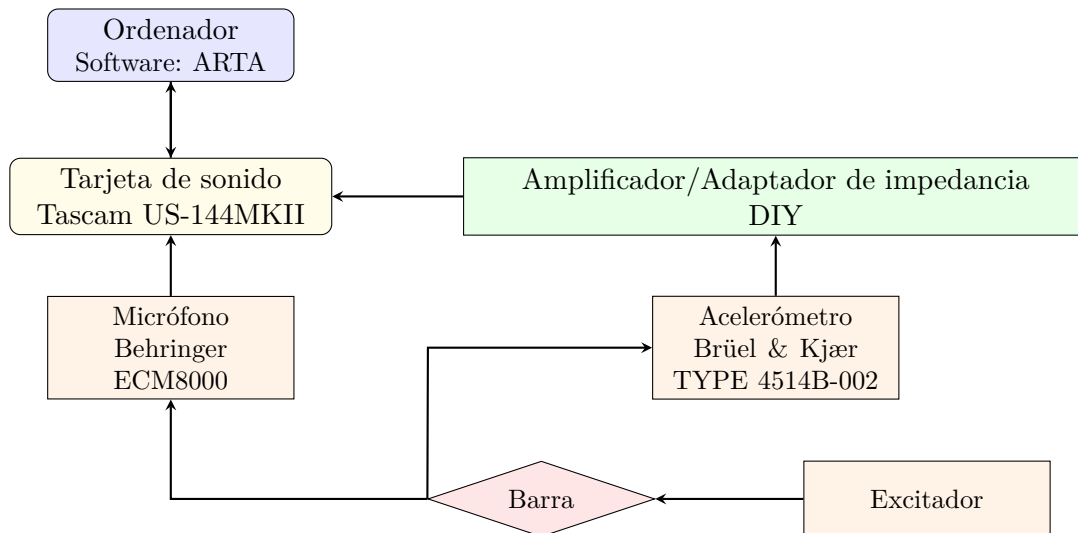 Ordenador
Software: ARTA
Tarjeta de sonido
Tascam US-144MKII
Amplificador/Adaptador de impedancia
DIY
Micrófono
Behringer
ECM8000
Acelerómetro
Brüel & Kjær
TYPE 4514B-002
Barra
Excitador